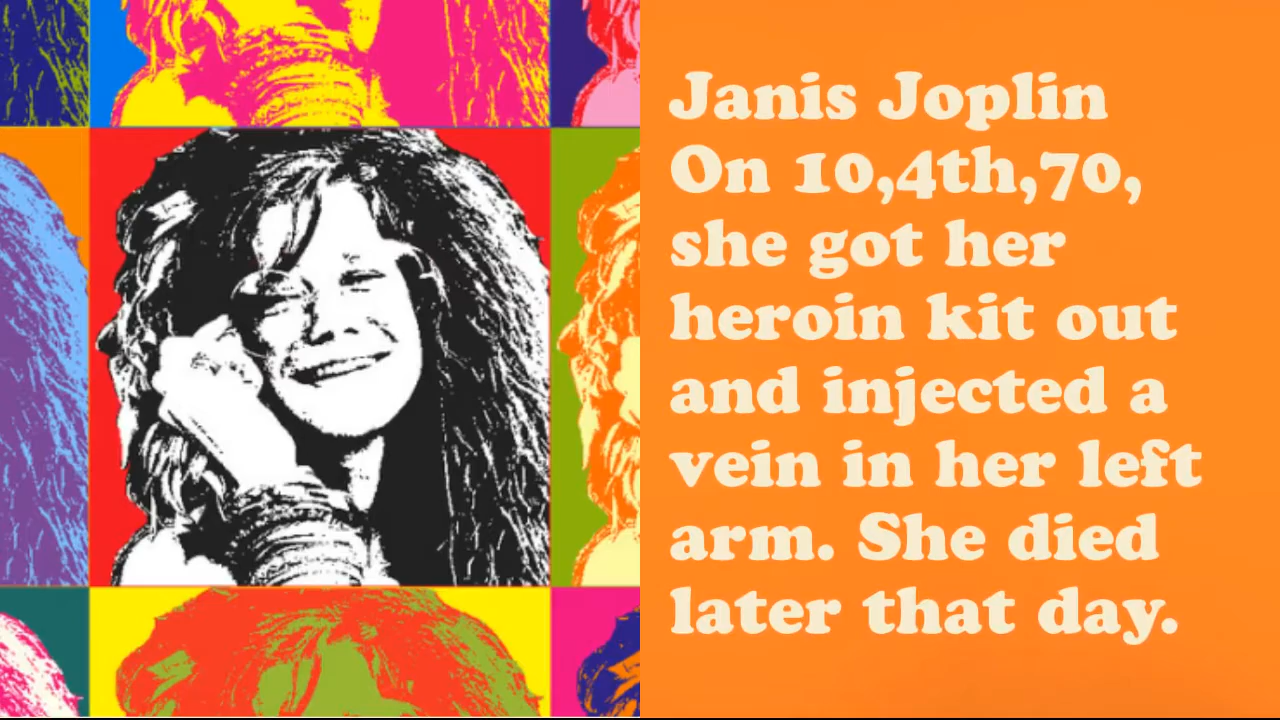 Janis Joplin
On 10,4th,70,
she got her
heroin kit out
and injected a
vein in her left
arm. She died
later that day.